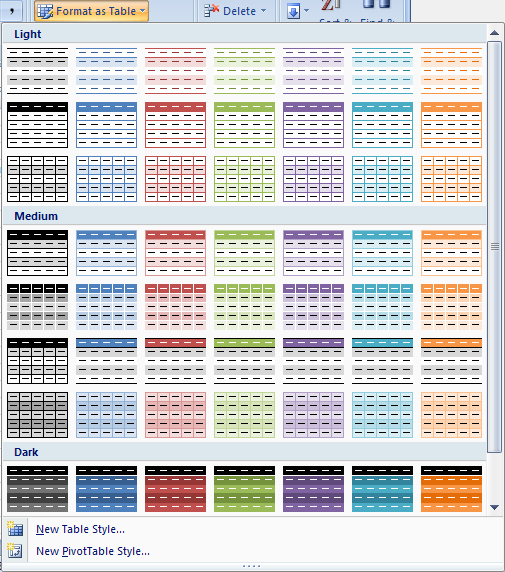 Format as Table
Delete
Light
Medium
Dark
New Table Style...
New PivotTable Style...